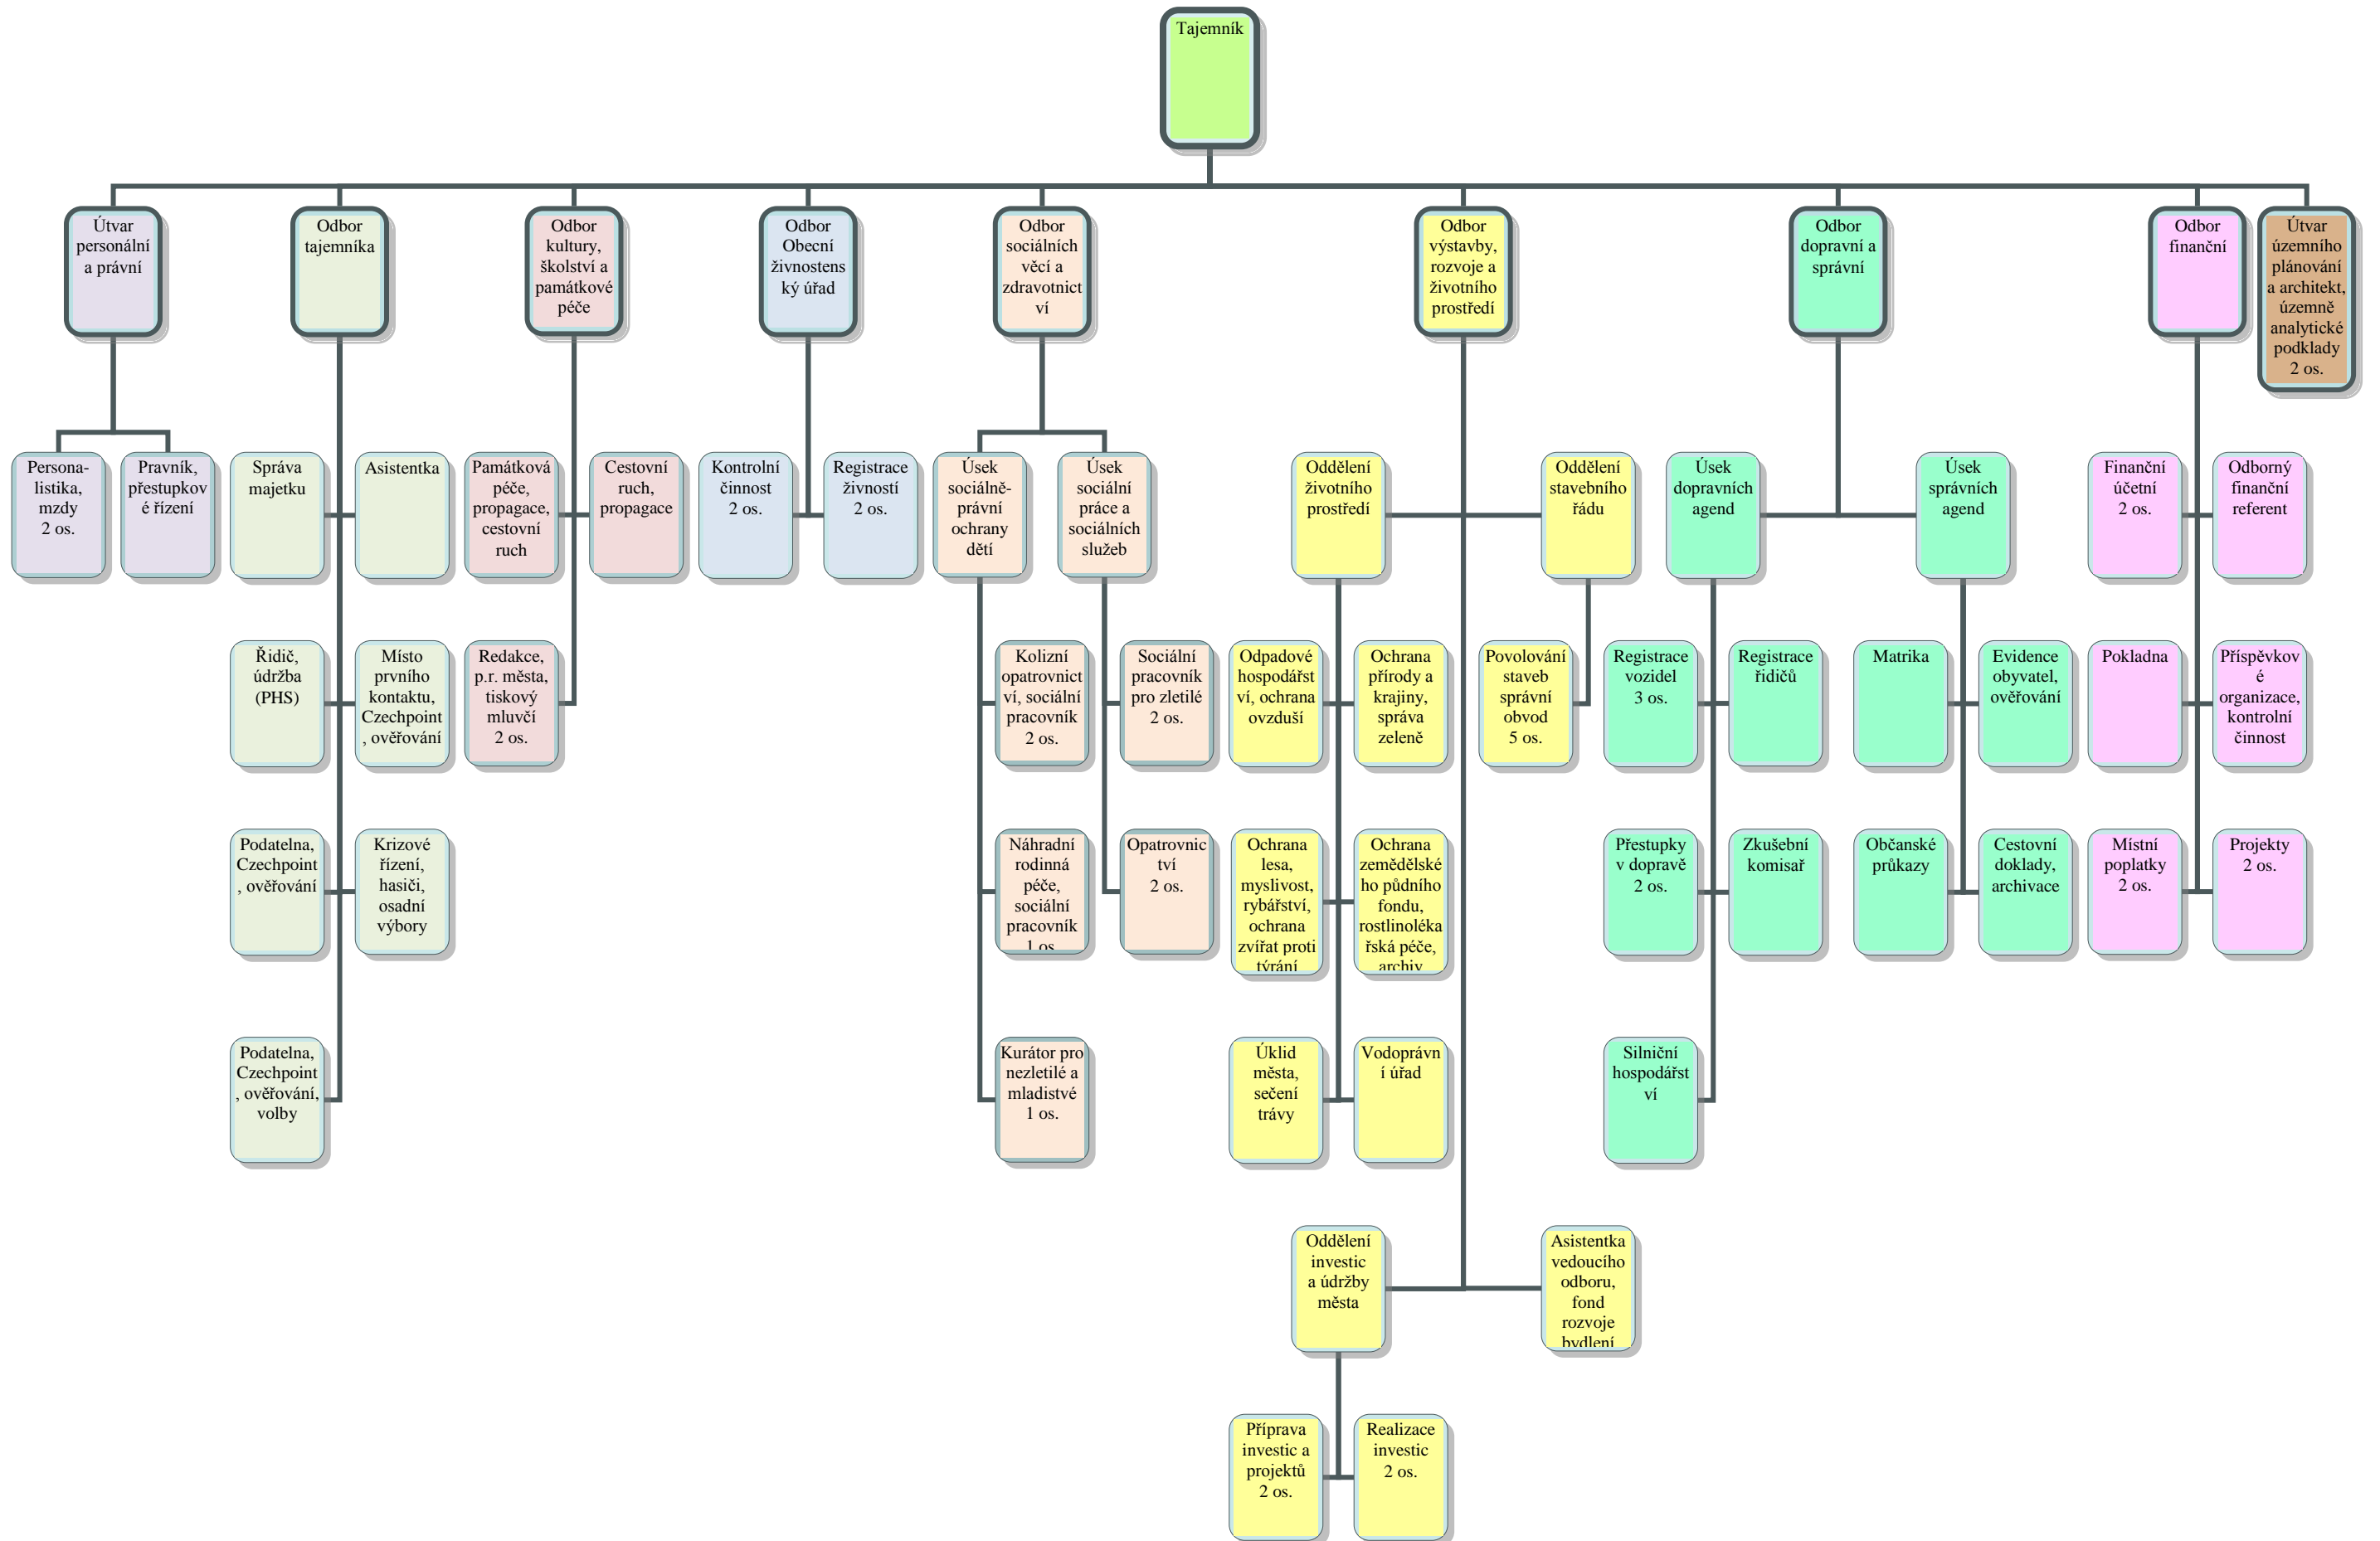 Tajemník
Útvar
personální
a právní
Odbor
tajemníka
Odbor
kultury,
školství a
památkové
péče
Odbor
Obecní
živnostens
ký úřad
Odbor
sociálních
věcí a
zdravotnict
ví
Odbor
výstavby,
rozvoje a
životního
prostředí
Odbor
dopravní a
správní
Odbor
finanční
Útvar
územního
plánování
a architekt,
územně
analytické
podklady
2 os.
Persona-
listika,
mzdy
2 os.
Pravník,
přestupkov
é řízení
Správa
majetku
Asistentka
Památková
péče,
propagace,
cestovní
ruch
Cestovní
ruch,
propagace
Kontrolní
činnost
2 os.
Registrace
živností
2 os.
Úsek
sociálně-
právní
ochrany
dětí
Úsek
sociální
práce a
sociálních
služeb
Oddělení
životního
prostředí
Oddělení
stavebního
řádu
Úsek
dopravních
agend
Úsek
správních
agend
Finanční
účetní
2 os.
Odborný
finanční
referent
Řidič,
údržba
(PHS)
Místo
prvního
kontaktu,
Czechpoint
, ověřování
Redakce,
p.r. města,
tiskový
mluvčí
2 os.
Kolizní
opatrovnict
ví, sociální
pracovník
2 os.
Sociální
pracovník
pro zletilé
2 os.
Odpadové
hospodářst
ví, ochrana
ovzduší
Ochrana
přírody a
krajiny,
správa
zeleně
Povolování
staveb
správní
obvod
5 os.
Registrace
vozidel
3 os.
Registrace
řidičů
Matrika
Evidence
obyvatel,
ověřování
Pokladna
Příspěvkov
é
organizace,
kontrolní
činnost
Podatelna,
Czechpoint
, ověřování
Krizové
řízení,
hasiči,
osadní
výbory
Náhradní
rodinná
péče,
sociální
pracovník
1 os.
Opatrovnic
tví
2 os.
Ochrana
lesa,
myslivost,
rybářství,
ochrana
zvířat proti
týrání
Ochrana
zemědělské
ho půdního
fondu,
rostlinoléka
řská péče,
archiv
Přestupky
v dopravě
2 os.
Zkušební
komisař
Občanské
průkazy
Cestovní
doklady,
archivace
Místní
poplatky
2 os.
Projekty
2 os.
Podatelna,
Czechpoint
, ověřování,
volby
Kurátor pro
nezletilé a
mladistvé
1 os.
Úklid
města,
sečení
trávy
Vodoprávn
í úřad
Silniční
hospodářst
ví
Oddělení
investic
a údržby
města
Asistentka
vedoucího
odboru,
fond
rozvoje
bydlení
Příprava
investic a
projektů
2 os.
Realizace
investic
2 os.